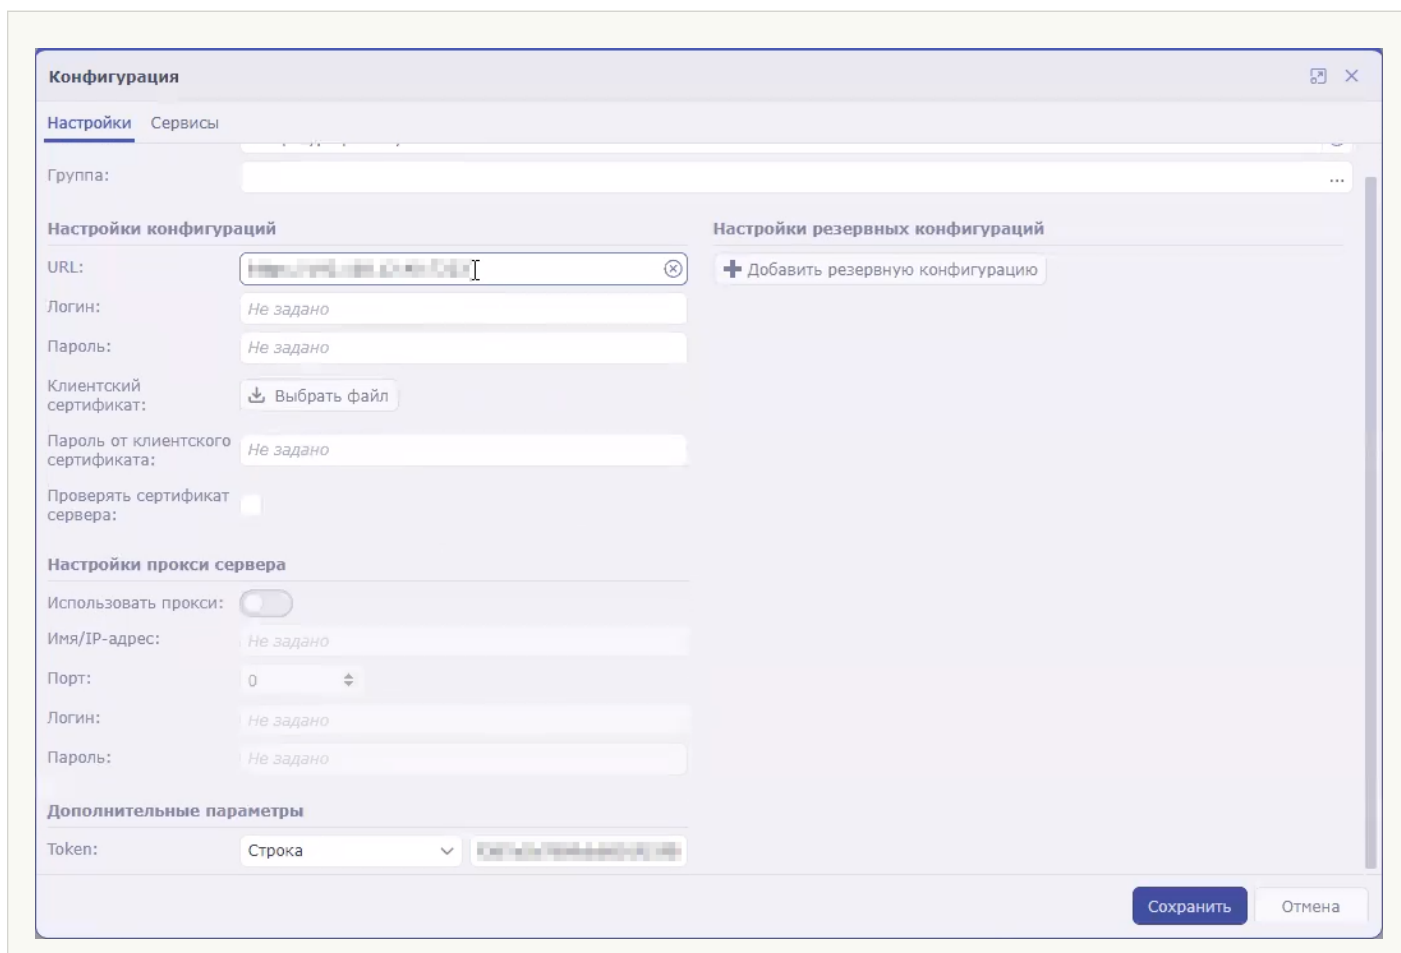 Конфигурация
Настройки Сервисы
Группа: ...
Настройки конфигураций
Настройки резервных конфигураций
URL:
Добавить резервную конфигурацию
Логин: Не задано
Пароль: Не задано
Клиентский
сертификат:
Выбрать файл
Пароль от клиентского
сертификата:
Не задано
Проверять сертификат
сервера:
Настройки прокси сервера
Использовать прокси:
Имя/IP-адрес: Не задано
Порт: 0
Логин: Не задано
Пароль: Не задано
Дополнительные параметры
Token: Строка
Сохранить Отмена